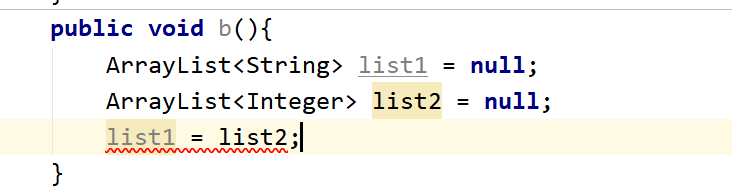 public void b(){
ArrayList<String> list1 = null;
ArrayList<Integer> list2 = null;
list1 = list2;
}